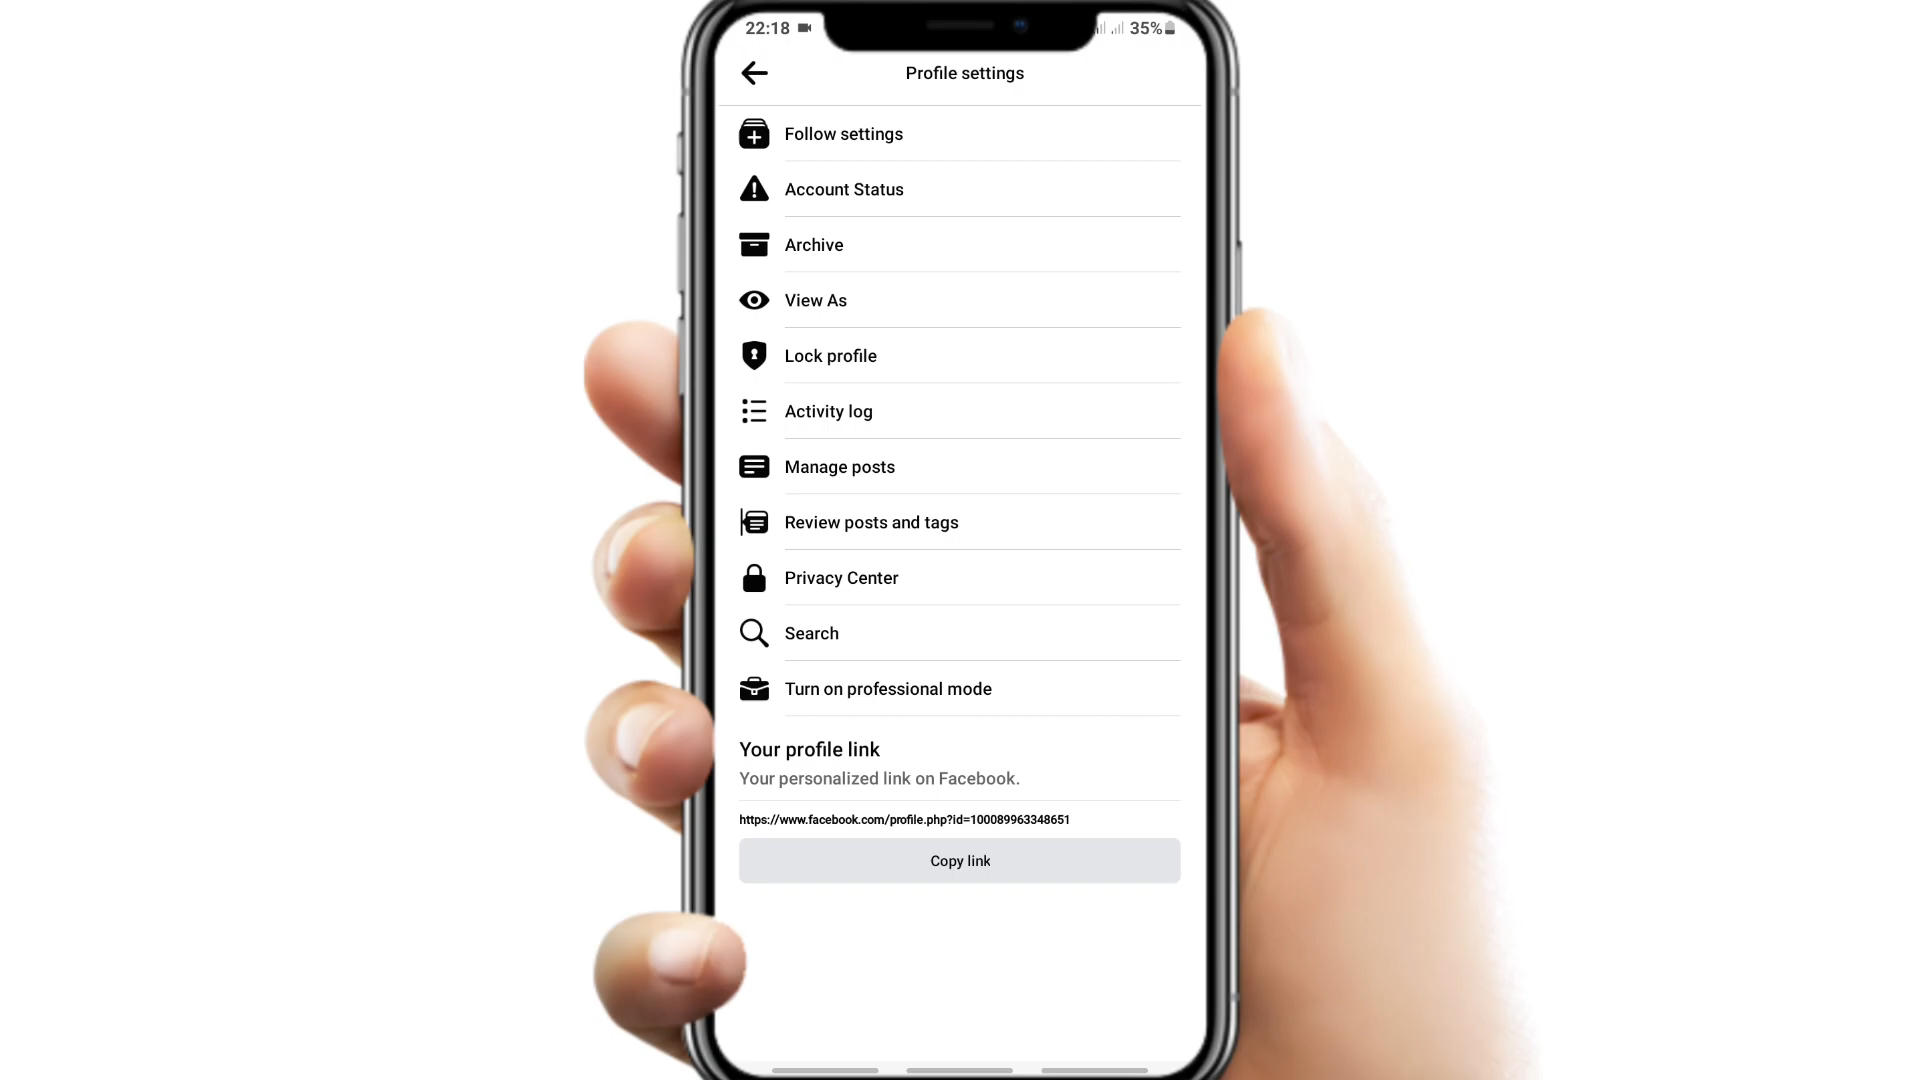 22:18
35%
Profile settings
Follow settings
Account Status
Archive
View As
Lock profile
Activity log
Manage posts
Review posts and tags
Privacy Center
Search
Turn on professional mode
Your profile link
Your personalized link on Facebook.
https://www.facebook.com/profile.php?id=100089963348651
Copy link